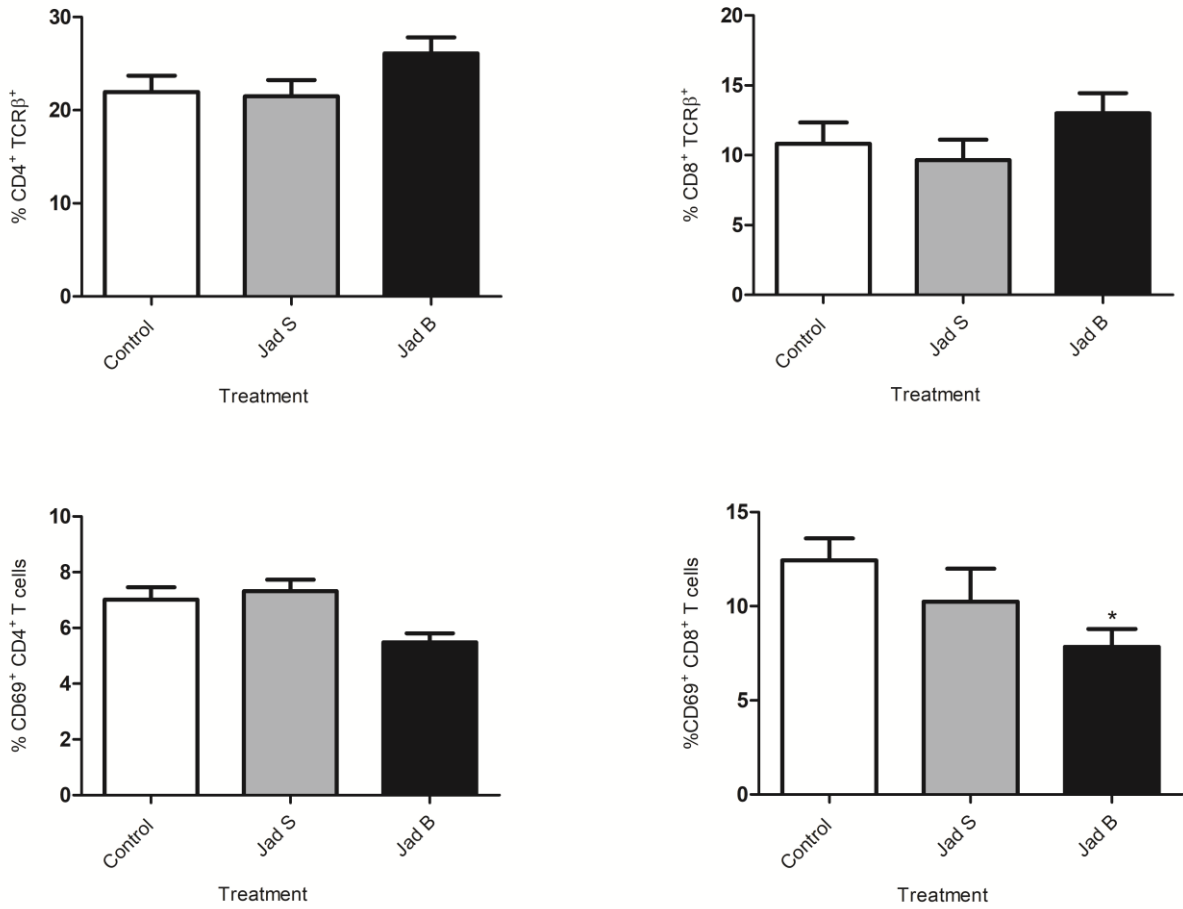 % CD4⁺ TCRβ⁺
30
20
10
0
Control
Jad S
Jad B
Treatment
% CD8⁺ TCRβ⁺
20
15
10
5
0
Control
Jad S
Jad B
Treatment
% CD69⁺ CD4⁺ T cells
10
8
6
4
2
0
Control
Jad S
Jad B
Treatment
%CD69⁺ CD8⁺ T cells
15
10
5
0
*
Control
Jad S
Jad B
Treatment